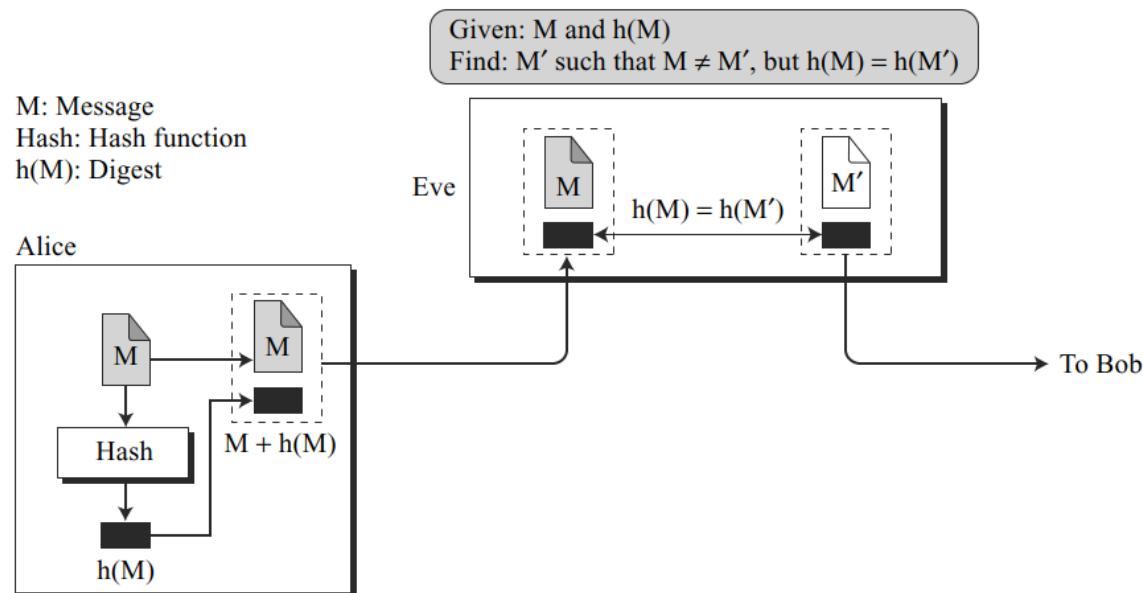 Given: M and h(M)
Find: M′ such that M ≠ M′, but h(M) = h(M′)
M: Message
Hash: Hash function
h(M): Digest
Eve
M
M′
h(M) = h(M′)
Alice
M
M
To Bob
Hash
M + h(M)
h(M)